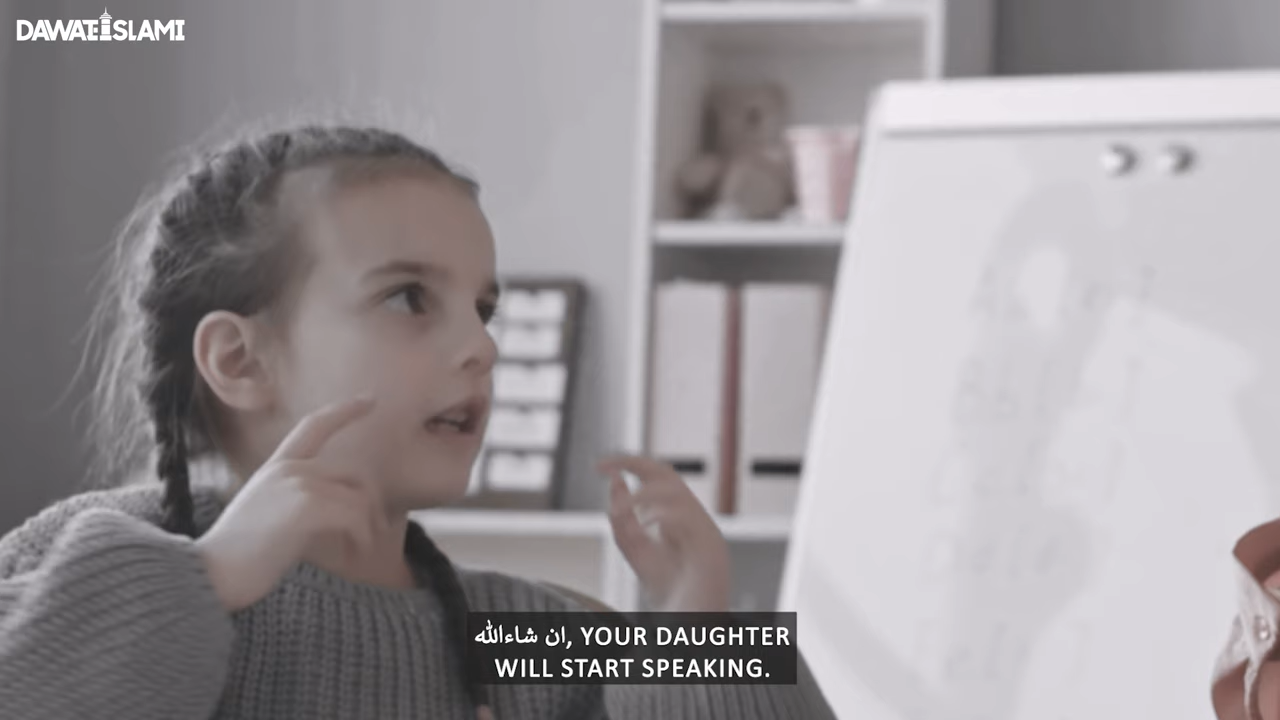 DAWATEISLAMI
ان شاءالله, YOUR DAUGHTER
WILL START SPEAKING.